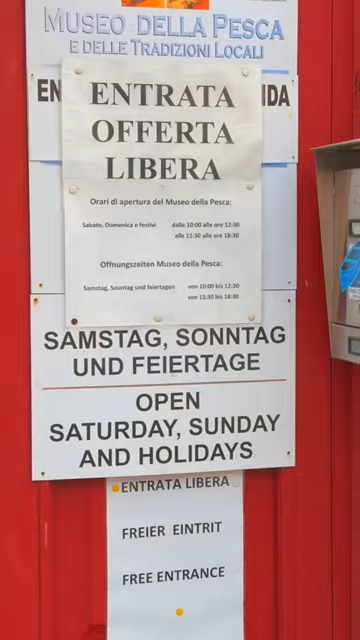 MUSEO DELLA PESCA
E DELLE TRADIZIONI LOCALI
EN IDA
ENTRATA
OFFERTA
LIBERA
Orari di apertura del Museo della Pesca:
Sabato, Domenica e festivi dalle 10:00 alle ore 12:30
alle 15:30 alle ore 18:30
Offnungszeiten Museo della Pesca:
Samstag, Sountag und feiertagen von 10:00 bis 12:30
von 15:30 bis 18:30
SAMSTAG, SONNTAG
UND FEIERTAGE
OPEN
SATURDAY, SUNDAY
AND HOLIDAYS
ENTRATA LIBERA
FREIER EINTRIT
FREE ENTRANCE